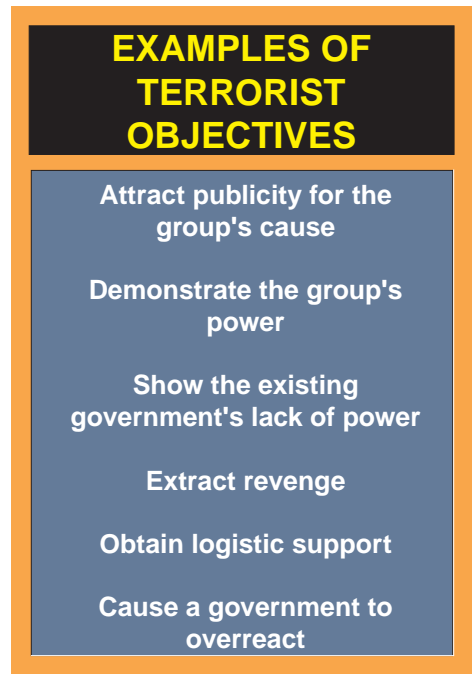 EXAMPLES OF
TERRORIST
OBJECTIVES
Attract publicity for the
group's cause
Demonstrate the group's
power
Show the existing
government's lack of power
Extract revenge
Obtain logistic support
Cause a government to
overreact